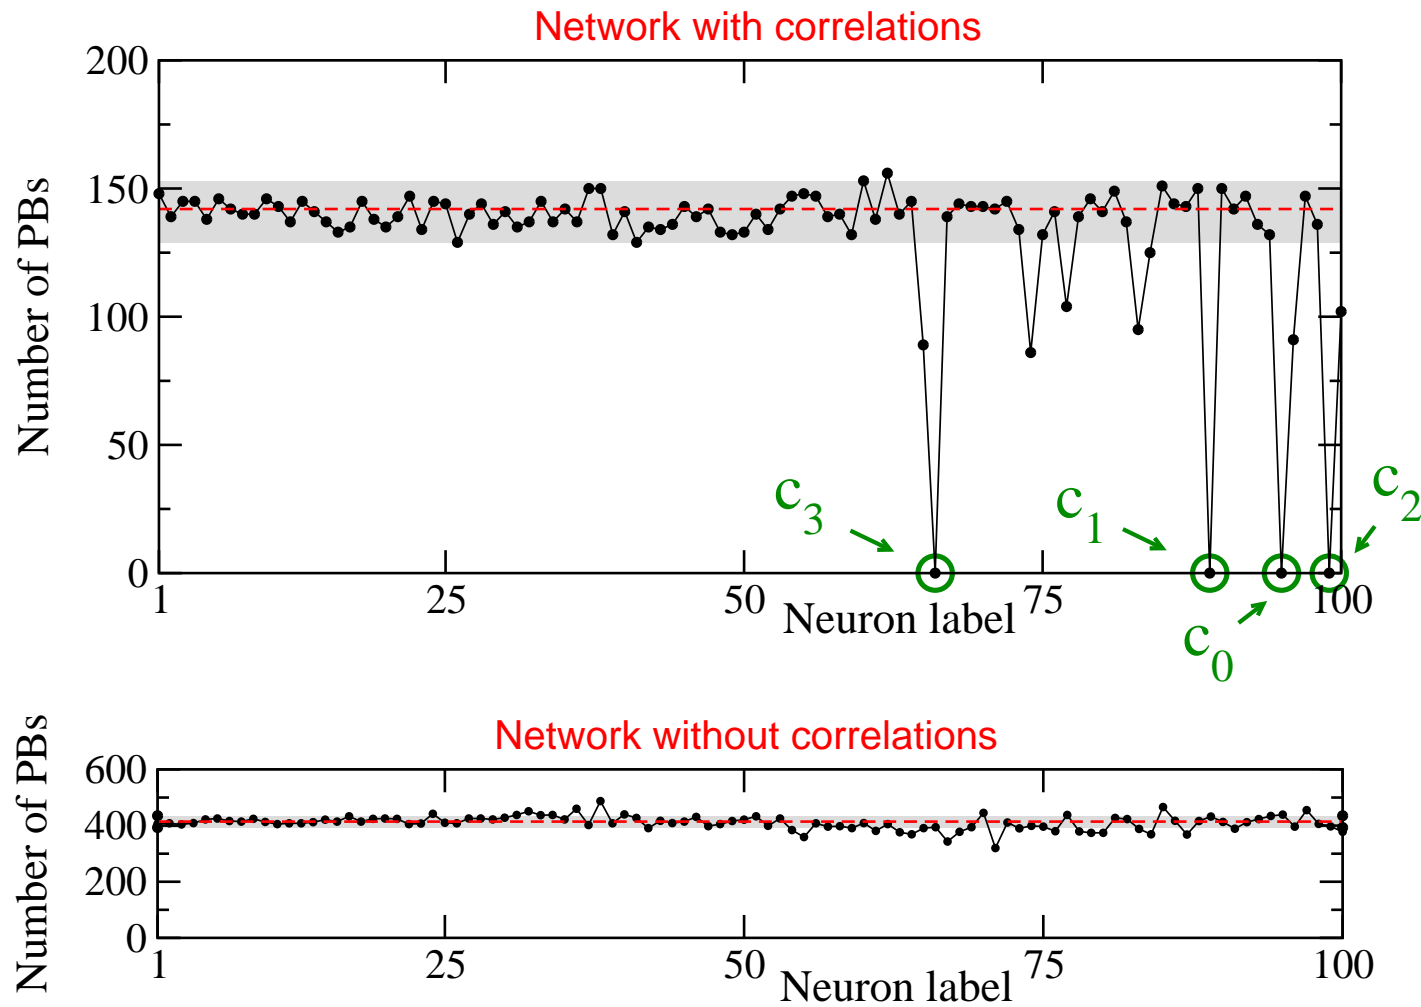 Network with correlations
Number of PBs
200
150
100
50
0
c3
c1
c2
c0
1 25 50 75 100
Neuron label
Network without correlations
Number of PBs
600
400
200
0
1 25 50 75 100
Neuron label